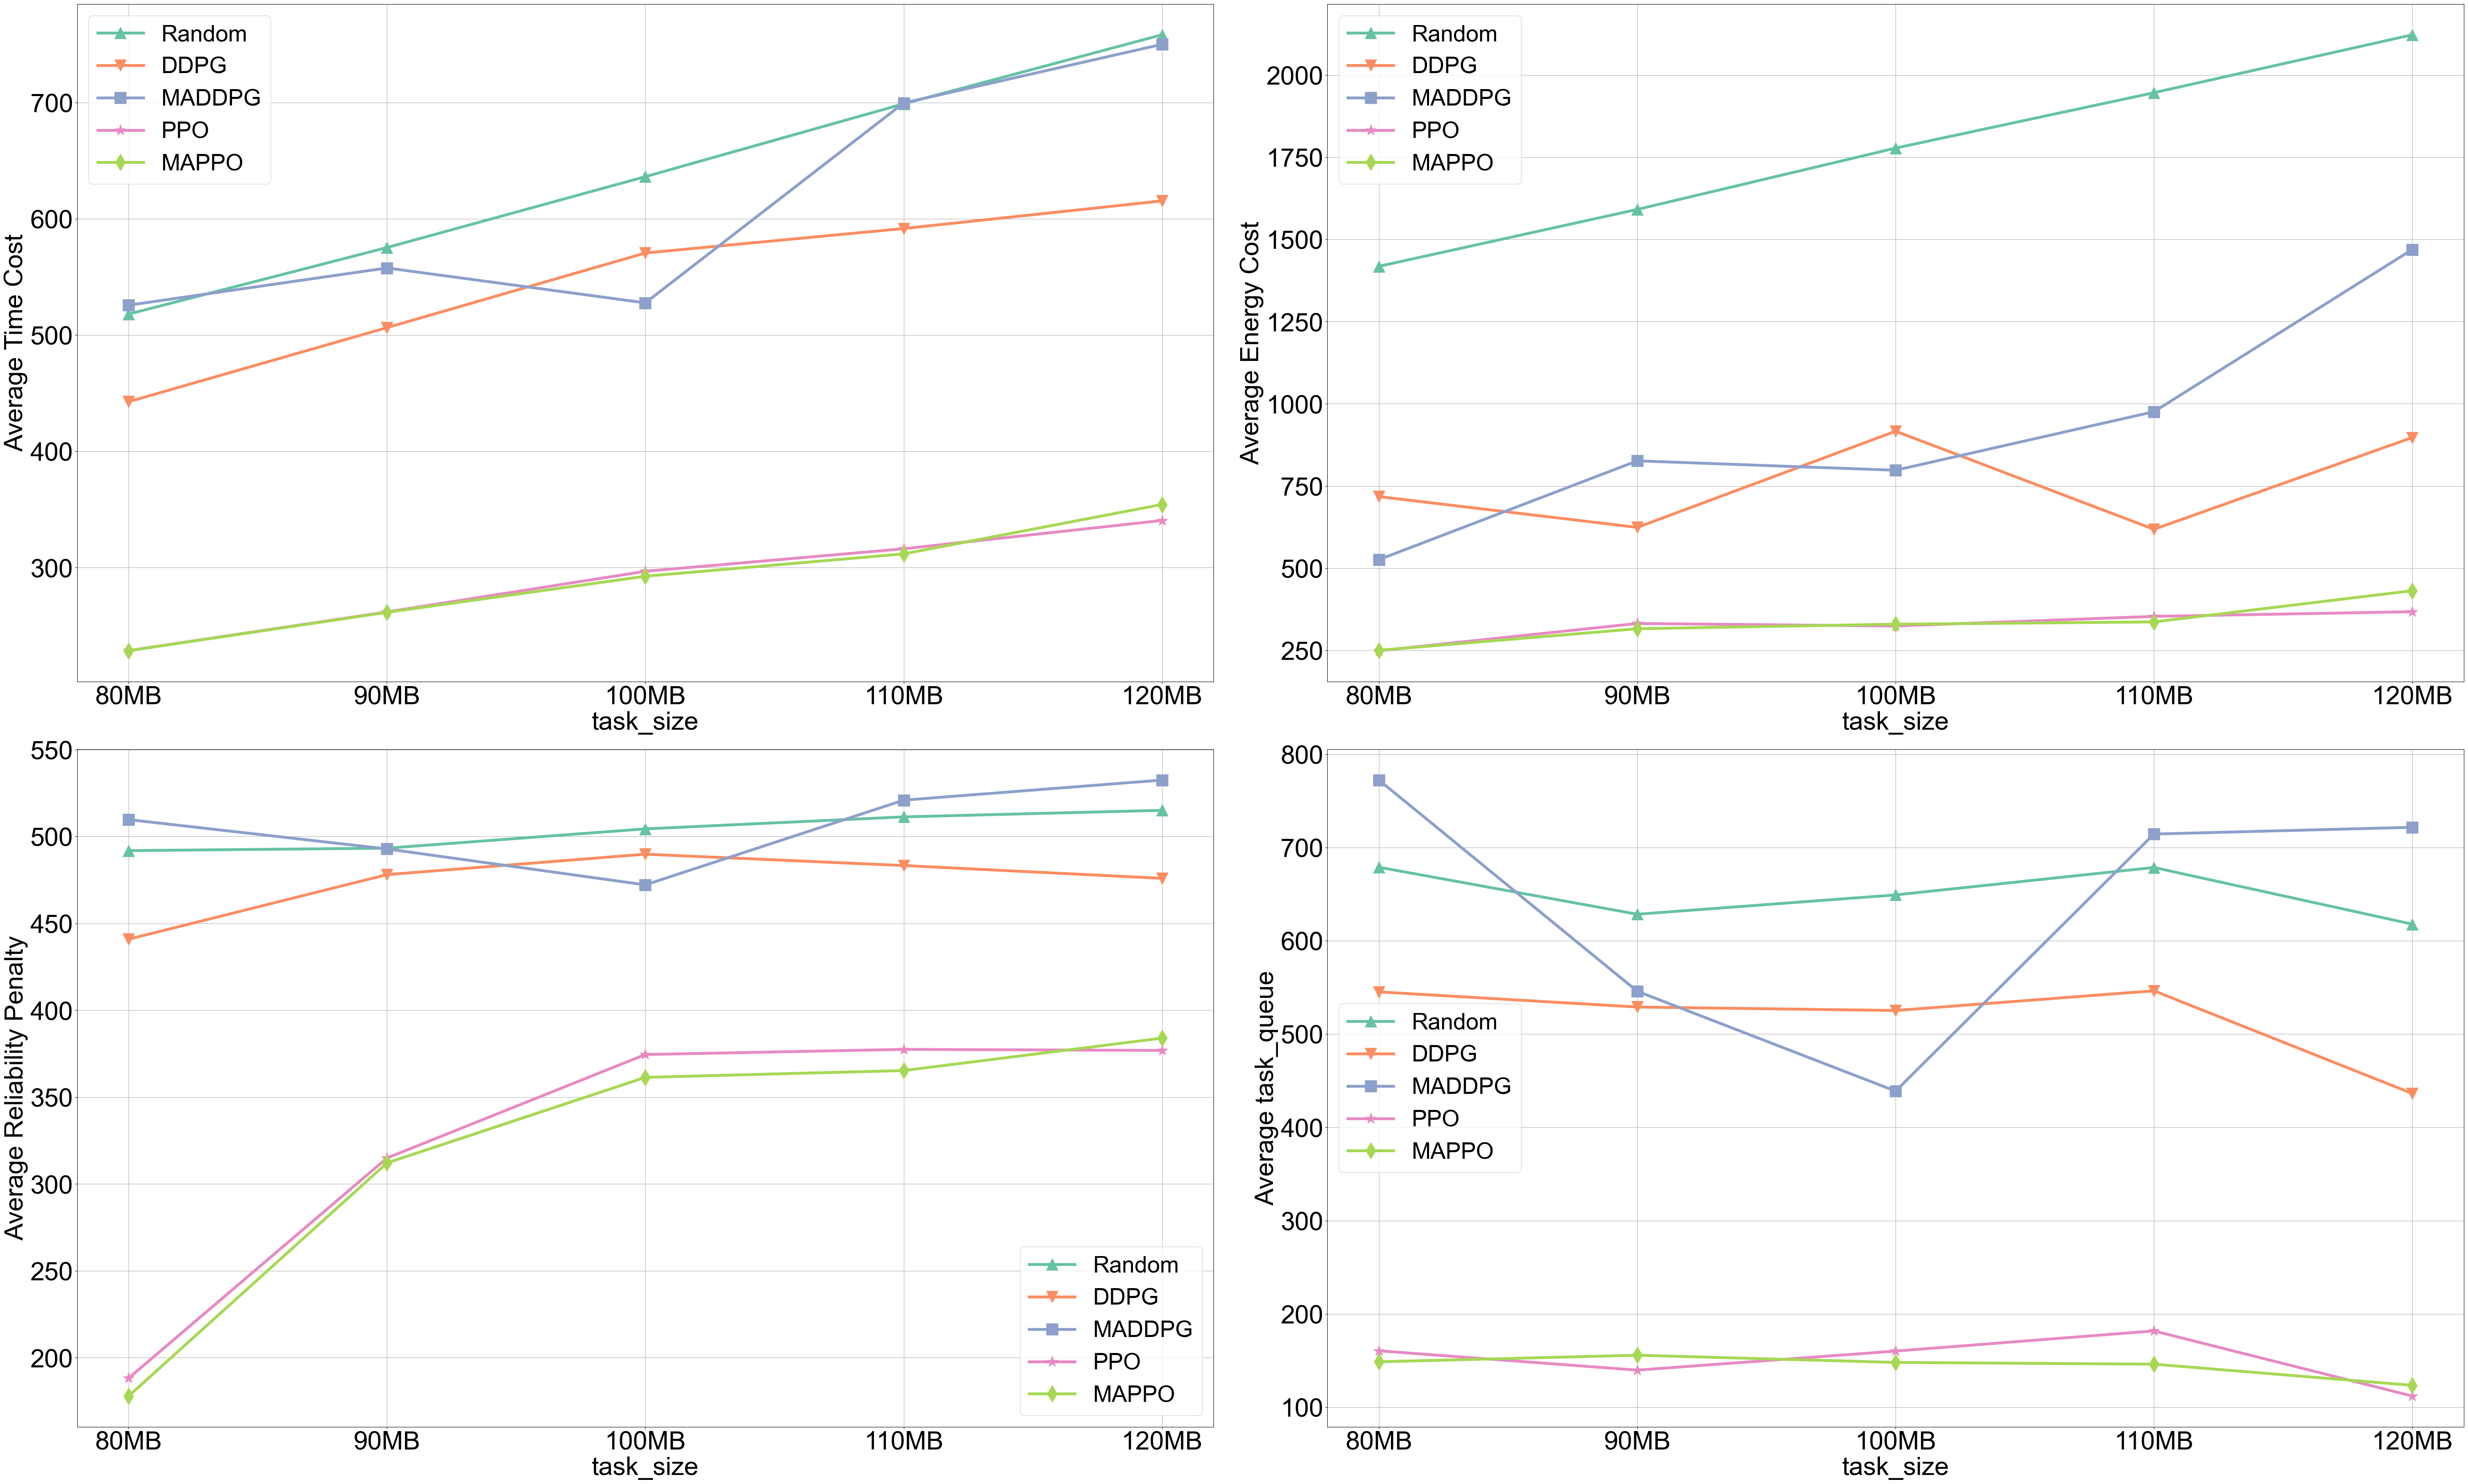 Average Time Cost
700
600
500
400
300
Random
DDPG
MADDPG
PPO
MAPPO
80MB 90MB 100MB 110MB 120MB
task_size
Average Energy Cost
2000
1750
1500
1250
1000
750
500
250
Random
DDPG
MADDPG
PPO
MAPPO
80MB 90MB 100MB 110MB 120MB
task_size
Average Reliability Penalty
550
500
450
400
350
300
250
200
Random
DDPG
MADDPG
PPO
MAPPO
80MB 90MB 100MB 110MB 120MB
task_size
Average task_queue
800
700
600
500
400
300
200
100
Random
DDPG
MADDPG
PPO
MAPPO
80MB 90MB 100MB 110MB 120MB
task_size